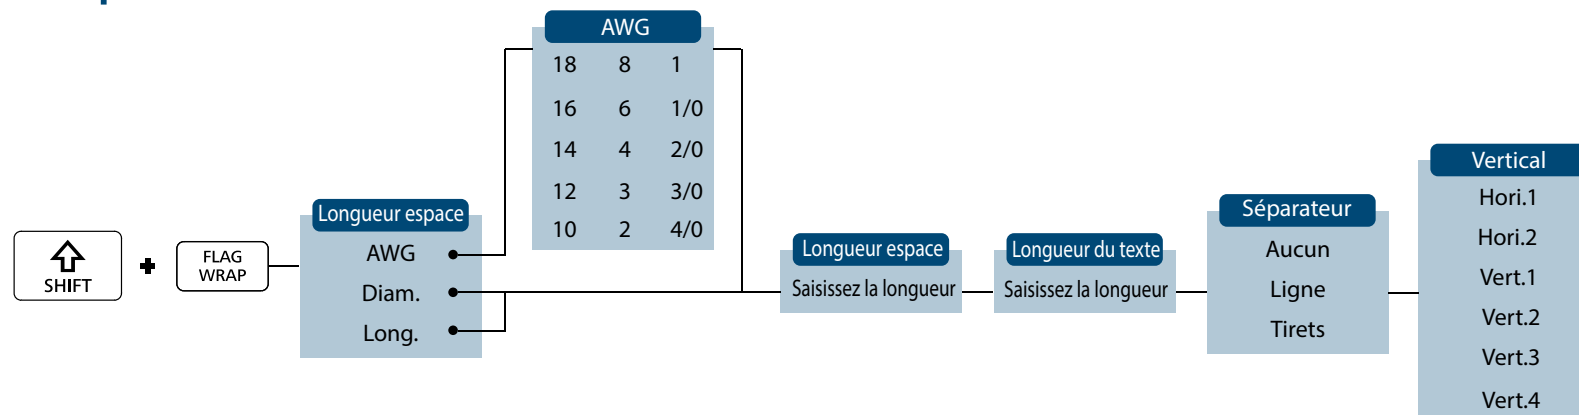 SHIFT
FLAG
WRAP
Longueur espace
AWG
Diam.
Long.
AWG
18 8 1
16 6 1/0
14 4 2/0
12 3 3/0
10 2 4/0
Longueur espace
Saisissez la longueur
Longueur du texte
Saisissez la longueur
Séparateur
Aucun
Ligne
Tirets
Vertical
Hori.1
Hori.2
Vert.1
Vert.2
Vert.3
Vert.4